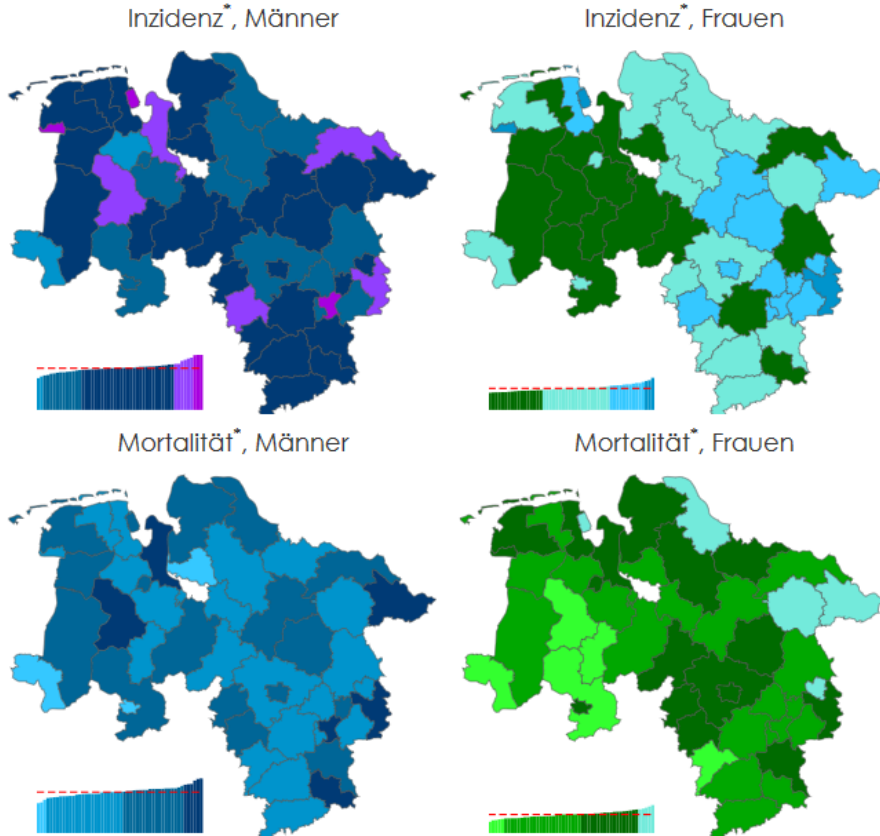 Inzidenz*, Männer
Inzidenz*, Frauen
Mortalität*, Männer
Mortalität*, Frauen